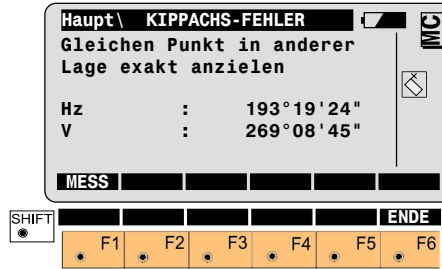 Haupt\ KIPPACHS-FEHLER MC
Gleichen Punkt in anderer
Lage exakt anzielen
Hz : 193°19'24"
V : 269°08'45"
MESS
SHIFT ENDE
F1 F2 F3 F4 F5 F6